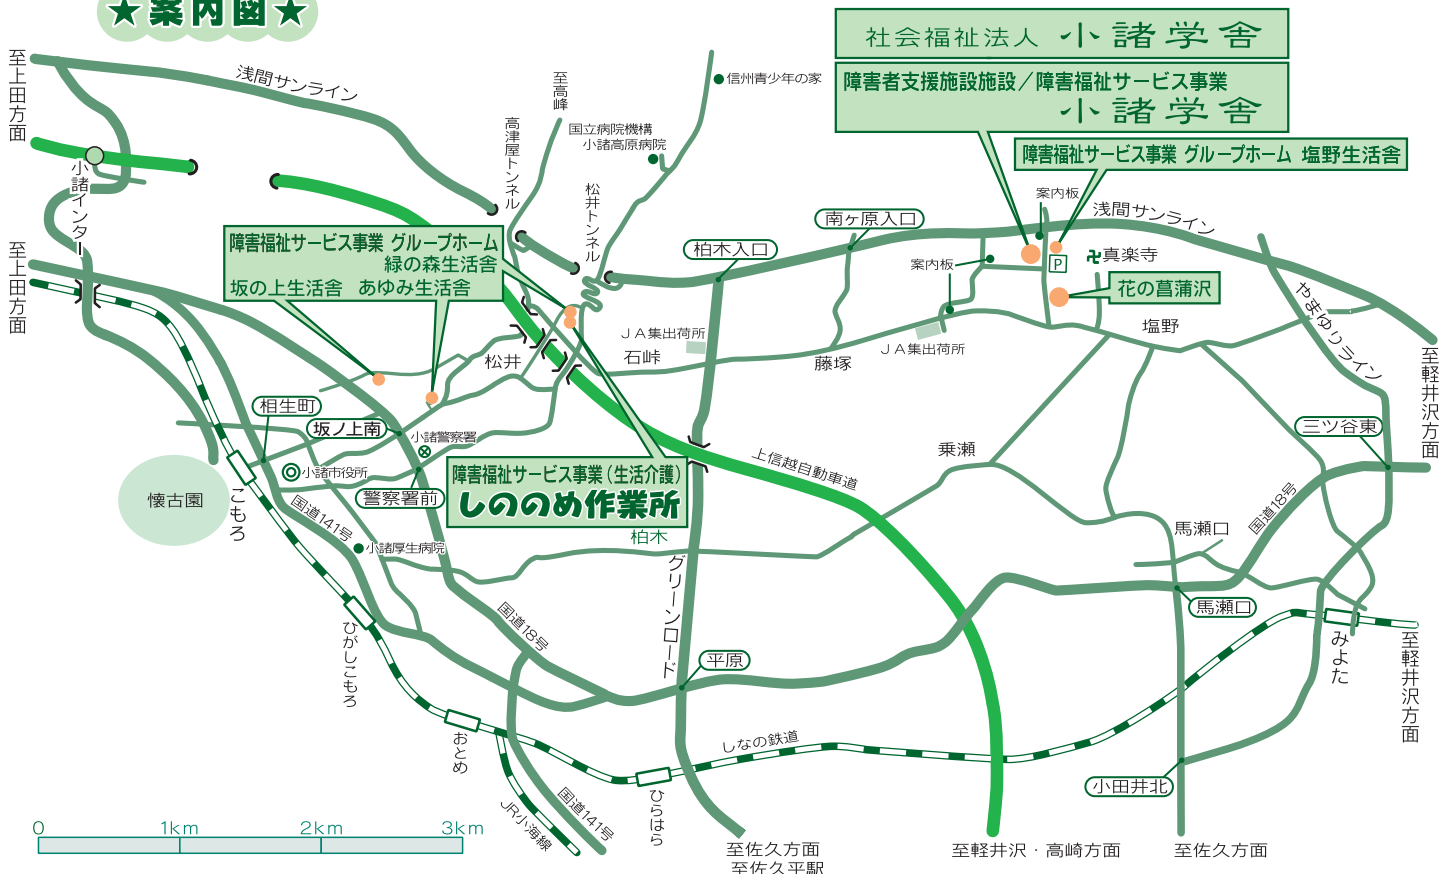 ★案内図★
社会福祉法人 小諸学舎
障害者支援施設施設／障害福祉サービス事業
小諸学舎
障害福祉サービス事業 グループホーム 塩野生活舎
至上田方面
浅間サンライン
至高峰
信州青少年の家
高津屋トンネル
国立病院機構
小諸高原病院
松井トンネル
小諸インター
至上田方面
障害福祉サービス事業 グループホーム
緑の森生活舎
坂の上生活舎 あゆみ生活舎
柏木入口
南ヶ原入口
案内板
案内板
浅間サンライン
P
真楽寺
花の菖蒲沢
塩野
やまゆりライン
至軽井沢方面
ＪＡ集出荷所
ＪＡ集出荷所
石峠
藤塚
松井
相生町
坂ノ上南
小諸警察署
小諸市役所
警察署前
懐古園
こもろ
国道141号
小諸厚生病院
障害福祉サービス事業（生活介護）
しののめ作業所
柏木
上信越自動車道
乗瀬
三ツ谷東
国道18号
馬瀬口
馬瀬口
グリーンロード
国道18号
平原
ひがしこもろ
おとめ
しなの鉄道
ひらはら
みよた
至軽井沢方面
小田井北
国道141号
JR小海線
0 1km 2km 3km
至佐久方面
至佐久平駅
至軽井沢・高崎方面
至佐久方面